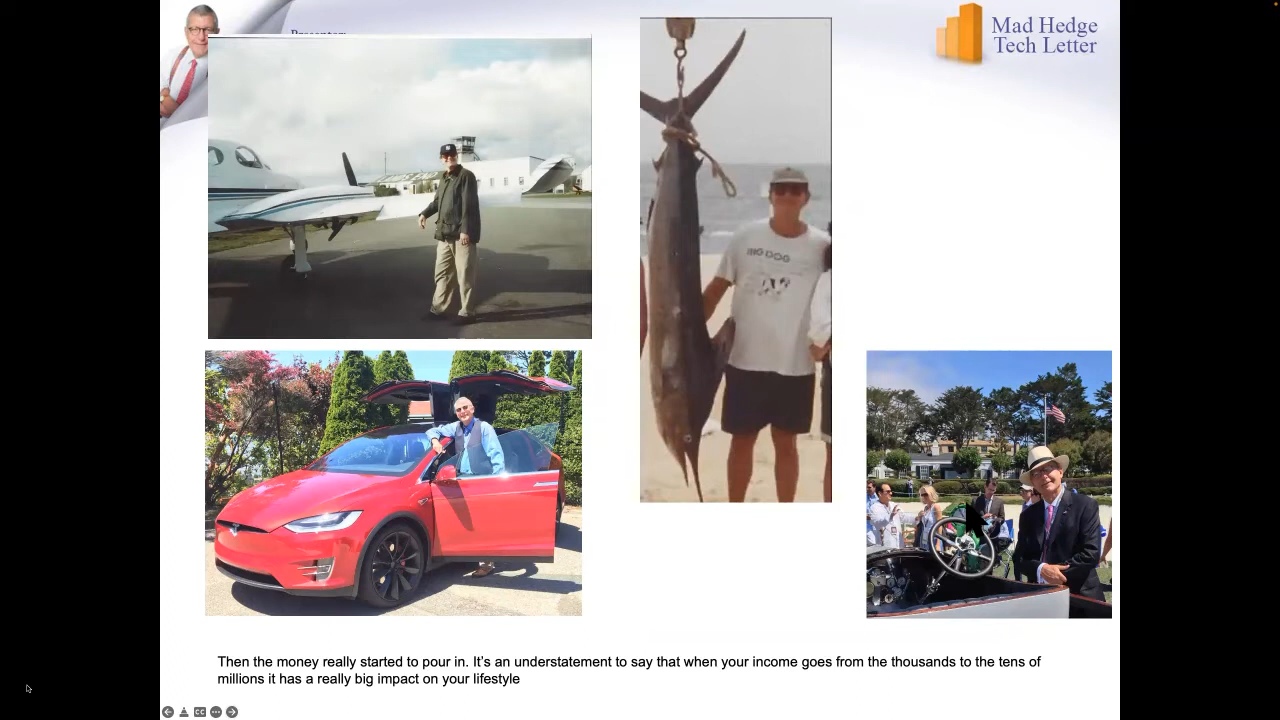 Presenter:
Mad Hedge
Tech Letter
BIG DOG
Then the money really started to pour in. It's an understatement to say that when your income goes from the thousands to the tens of
millions it has a really big impact on your lifestyle
CC